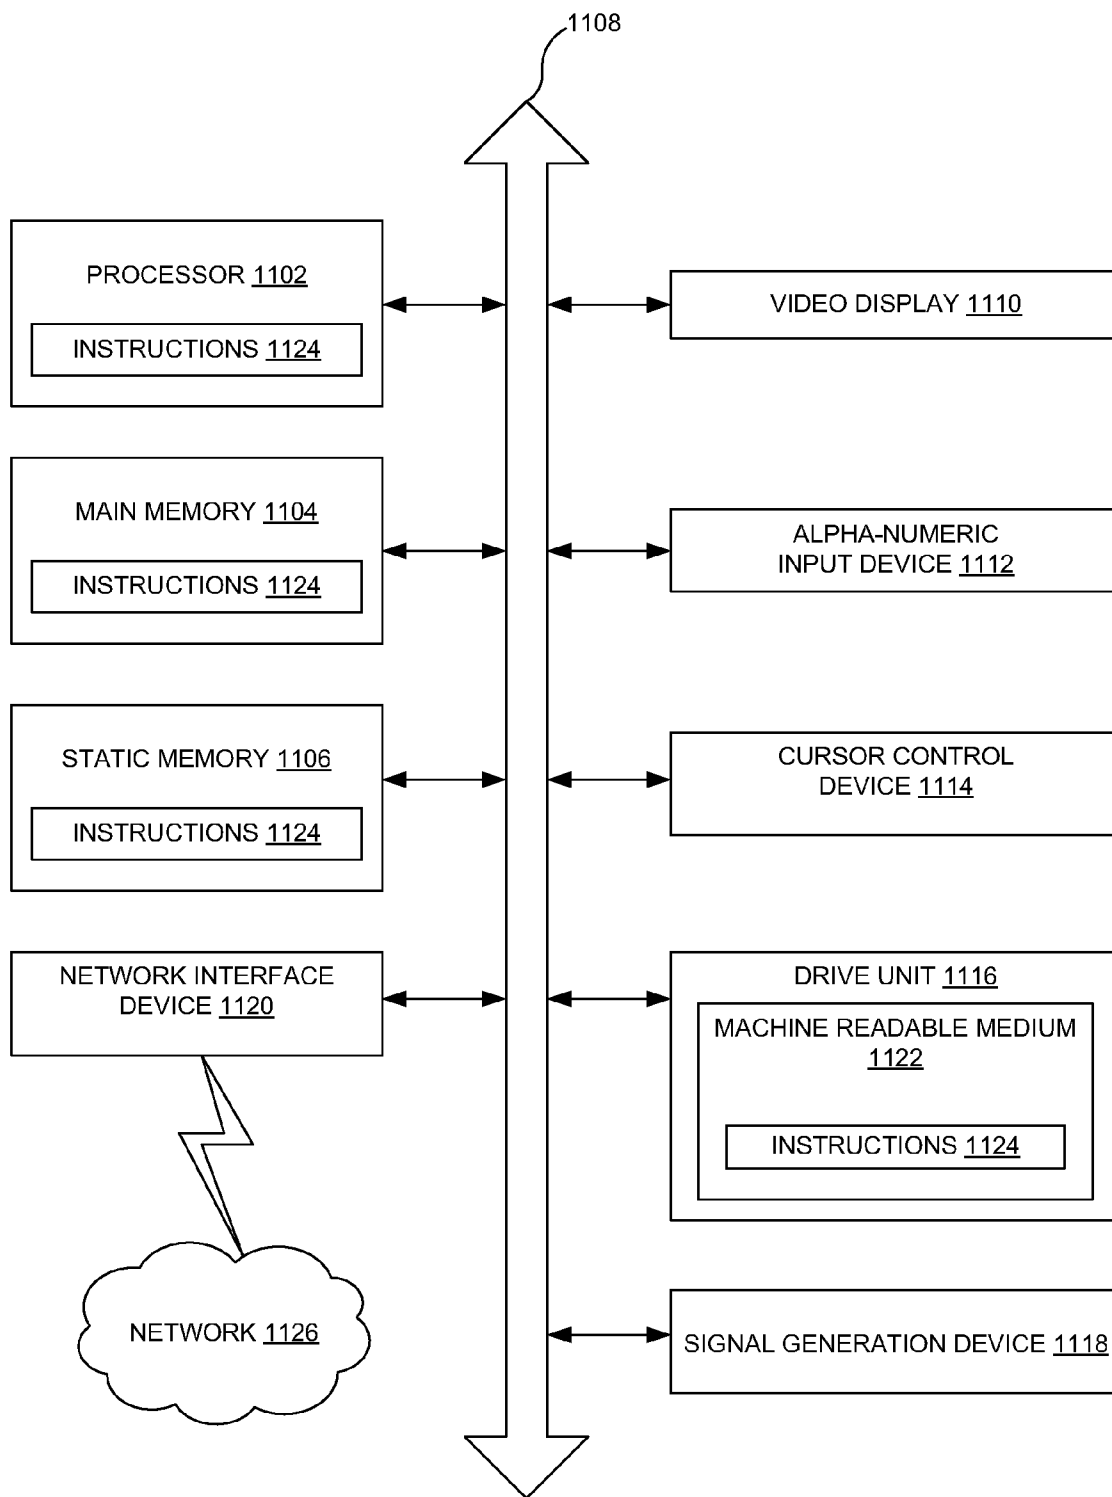 1108
PROCESSOR 1102
INSTRUCTIONS 1124
VIDEO DISPLAY 1110
MAIN MEMORY 1104
INSTRUCTIONS 1124
ALPHA-NUMERIC
INPUT DEVICE 1112
STATIC MEMORY 1106
INSTRUCTIONS 1124
CURSOR CONTROL
DEVICE 1114
NETWORK INTERFACE
DEVICE 1120
DRIVE UNIT 1116
MACHINE READABLE MEDIUM
1122
INSTRUCTIONS 1124
NETWORK 1126
SIGNAL GENERATION DEVICE 1118